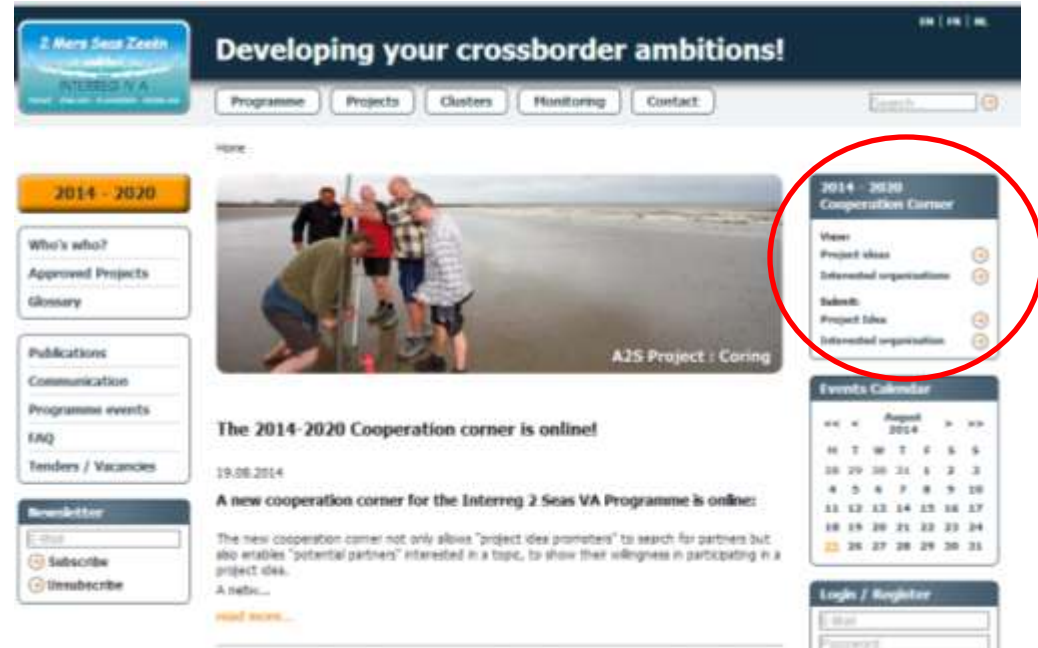 2 Mers Seas Zeeën
INTERREG IV A
EN | FR | NL
Developing your crossborder ambitions!
Programme
Projects
Clusters
Monitoring
Contact
Search
Home
2014 - 2020
Who's who?
Approved Projects
Glossary
Publications
Communication
Programme events
FAQ
Tenders / Vacancies
Newsletter
E-Mail
Subscribe
Unsubscribe
A2S Project : Coring
The 2014-2020 Cooperation corner is online!
19.08.2014
A new cooperation corner for the Interreg 2 Seas VA Programme is online:
The new cooperation corner not only allows "project idea promoters" to search for partners but
also enables "potential partners" interested in a topic, to show their willingness in participating in a
project idea.
A netw...
read more...
2014 - 2020
Cooperation Corner
View:
Project ideas
Interested organisations
Submit:
Project Idea
Interested organisation
Events Calendar
<< < August > >>
2014
M T W T F S S
28 29 30 31 1 2 3
4 5 6 7 8 9 10
11 12 13 14 15 16 17
18 19 20 21 22 23 24
25 26 27 28 29 30 31
Login / Register
E-Mail
Password